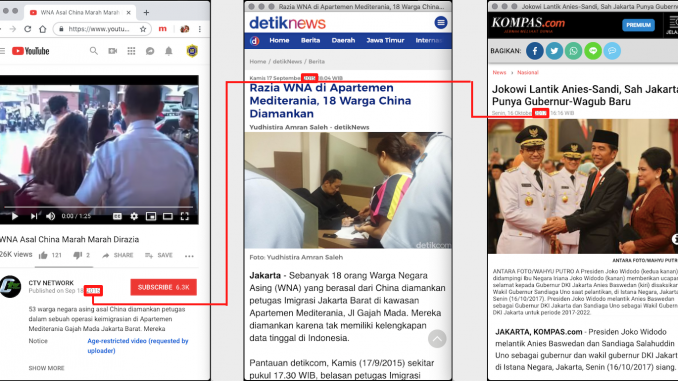 WNA Asal China Marah Marah D
https://www.youtu...
YouTube
0:00 / 1:25
WNA Asal China Marah Marah Dirazia
26K views
121
2
SHARE
SAVE
CTV NETWORK
Published on Sep 18, 2015
SUBSCRIBE 6.3K
53 warga negara asing asal China diamankan petugas
dalam sebuah operasi keimigrasian di Apartemen
Mediterania Gajah Mada Jakarta Barat. Mereka
Notice
Age-restricted video (requested by
uploader)
SHOW MORE
Razia WNA di Apartemen Mediterania, 18 Warga China...
detiknews
Home
Berita
Daerah
Jawa Timur
Internas
Home / detikNews / Berita
Kamis 17 September 2015, 18:04 WIB
Razia WNA di Apartemen
Mediterania, 18 Warga China
Diamankan
Yudhistira Amran Saleh - detikNews
detikcom
Foto: Yudhistira Amran Saleh
Jakarta - Sebanyak 18 orang Warga Negara
Asing (WNA) yang berasal dari China diamankan
petugas Imigrasi Jakarta Barat di kawasan
Apartemen Mediterania, Jl Gajah Mada. Mereka
diamankan karena tak memiliki kelengkapan
data tinggal di Indonesia.
Pantauan detikcom, Kamis (17/9/2015) sekitar
pukul 17.30 WIB, belasan petugas Imigrasi
Jokowi Lantik Anies-Sandi, Sah Jakarta Punya Gubernu
KOMPAS.com
JERNIH MELIHAT DUNIA
PREMIUM
JELA
BAGIKAN:
News > Nasional
Jokowi Lantik Anies-Sandi, Sah Jakarta
Punya Gubernur-Wagub Baru
Senin, 16 Oktober 16:16 WIB
ANTARA FOTO/WAHYU PUTR
ANTARA FOTO/WAHYU PUTRO A Presiden Joko Widodo (kedua kanan)
didampingi Ibu Negara Iriana Joko Widodo (kanan) memberikan ucapan
selamat kepada Gubernur DKI Jakarta Anies Baswedan (kiri) disaksikan
Wakil Gubernur Sandiaga Uno saat pelantikan, di Istana Negara, Jakarta,
Senin (16/10/2017). Presiden Joko Widodo melantik Anies Baswedan
sebagai Gubernur DKI Jakarta dan Sandiaga Uno sebagai Wakil Gubernur
DKI Jakarta untuk periode 2017-2022.
JAKARTA, KOMPAS.com - Presiden Joko Widodo
melantik Anies Baswedan dan Sandiaga Salahuddin
Uno sebagai gubernur dan wakil gubernur DKI Jakart
di Istana Negara, Jakarta, Senin (16/10/2017) siang.